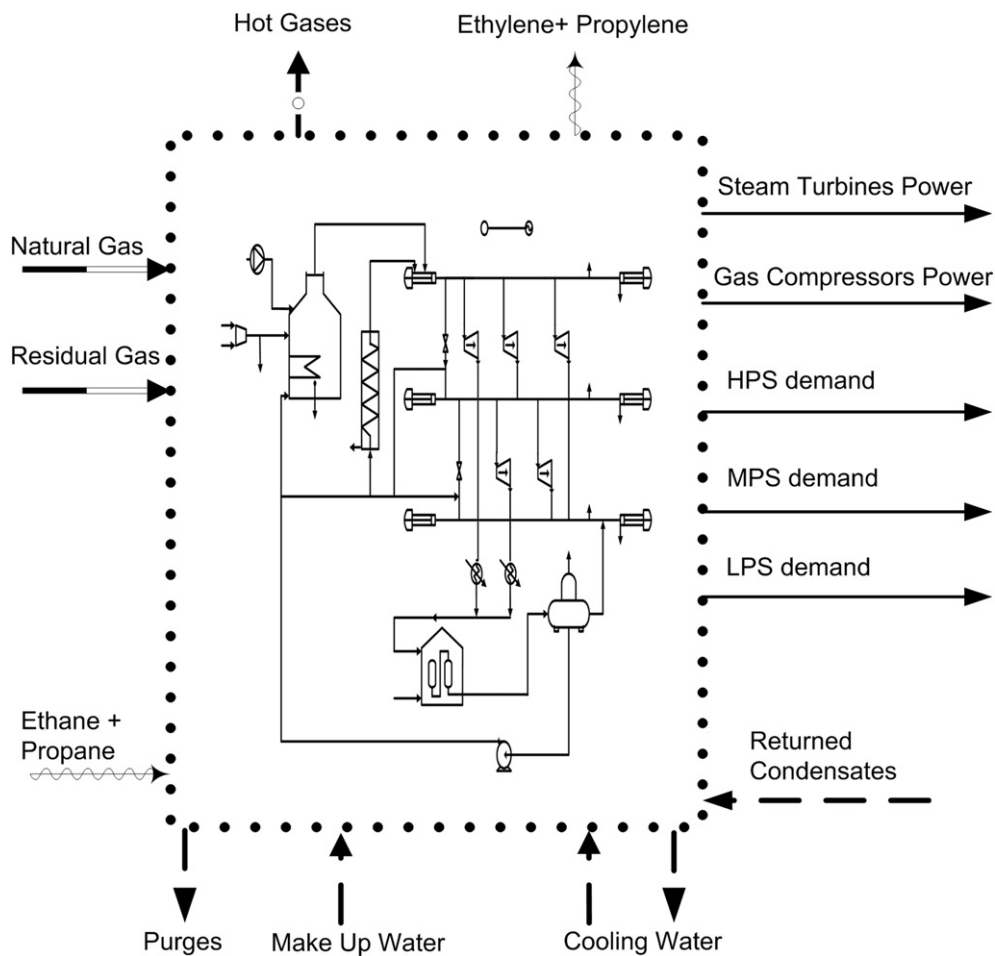 Hot Gases
Ethylene+ Propylene
Steam Turbines Power
Natural Gas
Gas Compressors Power
Residual Gas
HPS demand
MPS demand
LPS demand
Ethane +
Propane
Returned
Condensates
Purges
Make Up Water
Cooling Water